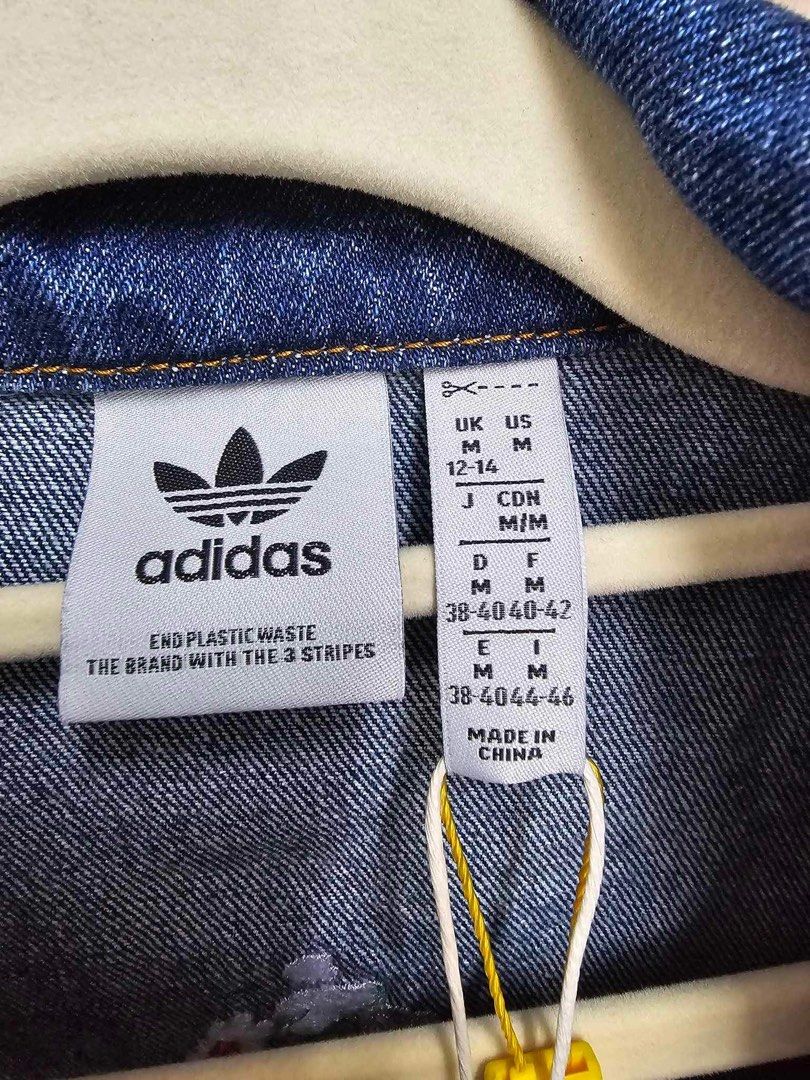 adidas
END PLASTIC WASTE
THE BRAND WITH THE 3 STRIPES
UK US
M M
12-14
J CDN
M/M
D F
M M
38-40 40-42
E I
M M
38-40 44-46
MADE IN
CHINA